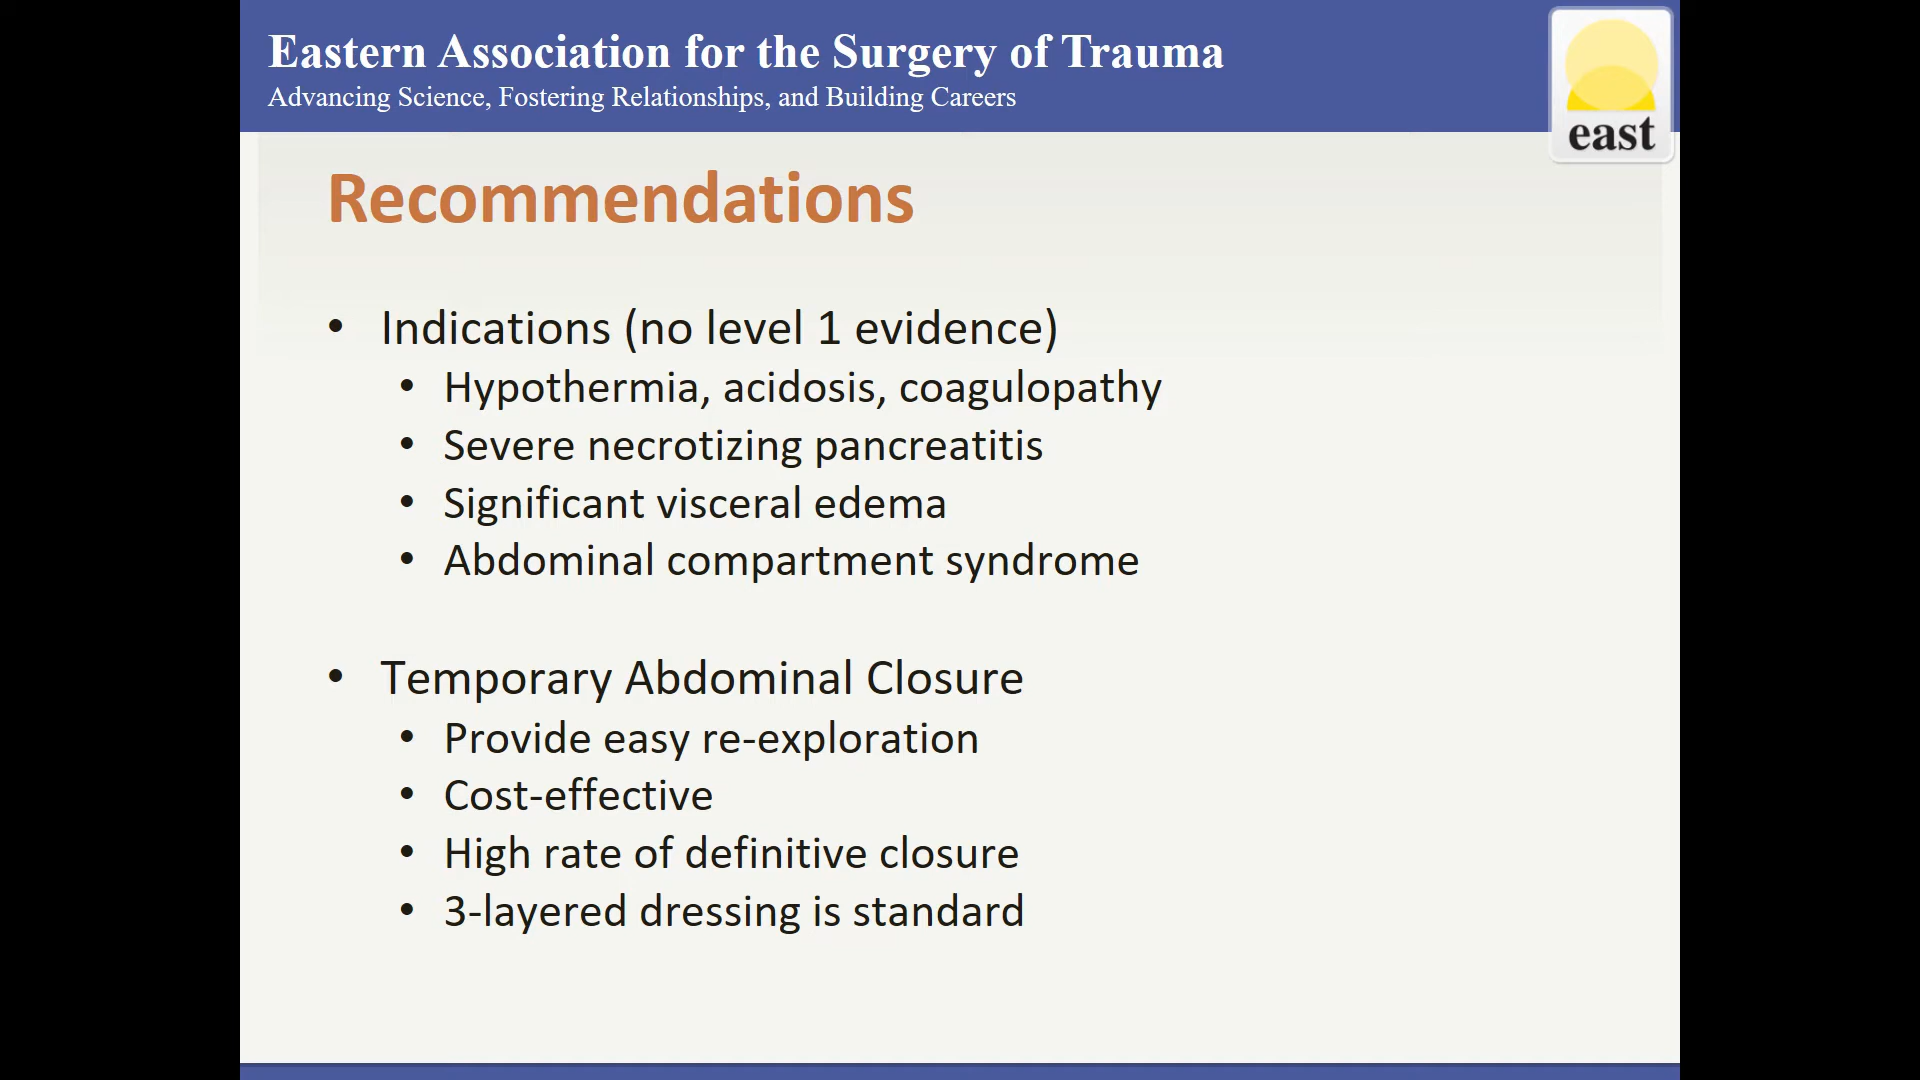 Eastern Association for the Surgery of Trauma
Advancing Science, Fostering Relationships, and Building Careers
east
Recommendations
• Indications (no level 1 evidence)
• Hypothermia, acidosis, coagulopathy
• Severe necrotizing pancreatitis
• Significant visceral edema
• Abdominal compartment syndrome
• Temporary Abdominal Closure
• Provide easy re-exploration
• Cost-effective
• High rate of definitive closure
• 3-layered dressing is standard